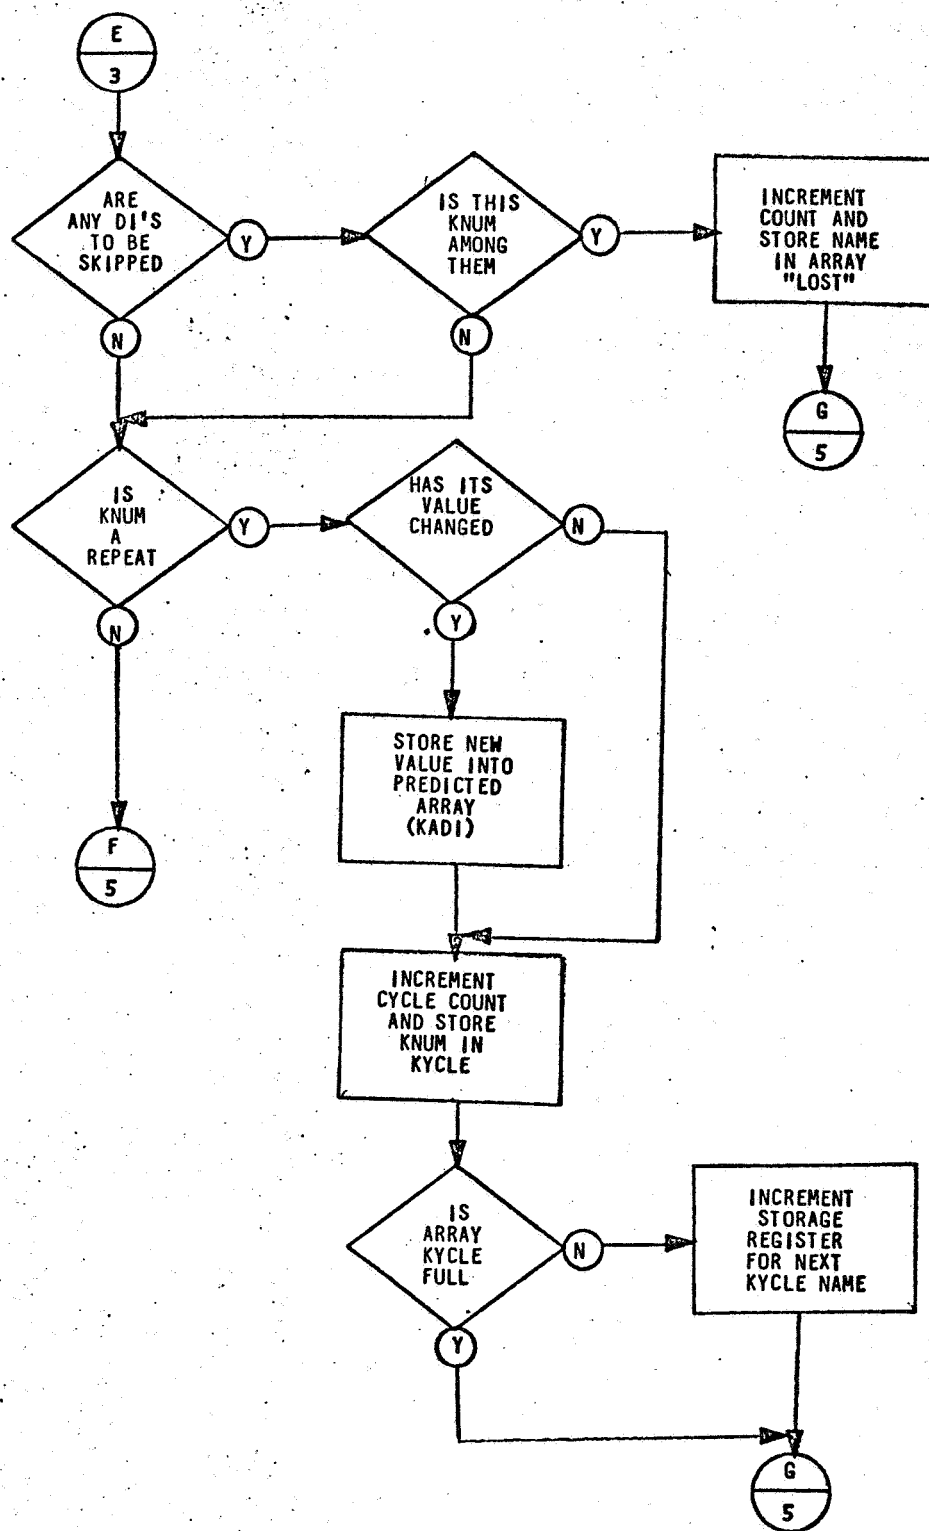 E
3
ARE
ANY DI'S
TO BE
SKIPPED
Y
IS THIS
KNUM
AMONG
THEM
Y
INCREMENT
COUNT AND
STORE NAME
IN ARRAY
"LOST"
N
N
G
5
IS
KNUM
A
REPEAT
Y
HAS ITS
VALUE
CHANGED
N
N
Y
STORE NEW
VALUE INTO
PREDICTED
ARRAY
(KADI)
F
5
INCREMENT
CYCLE COUNT
AND STORE
KNUM IN
KYCLE
IS
ARRAY
KYCLE
FULL
N
INCREMENT
STORAGE
REGISTER
FOR NEXT
KYCLE NAME
Y
G
5